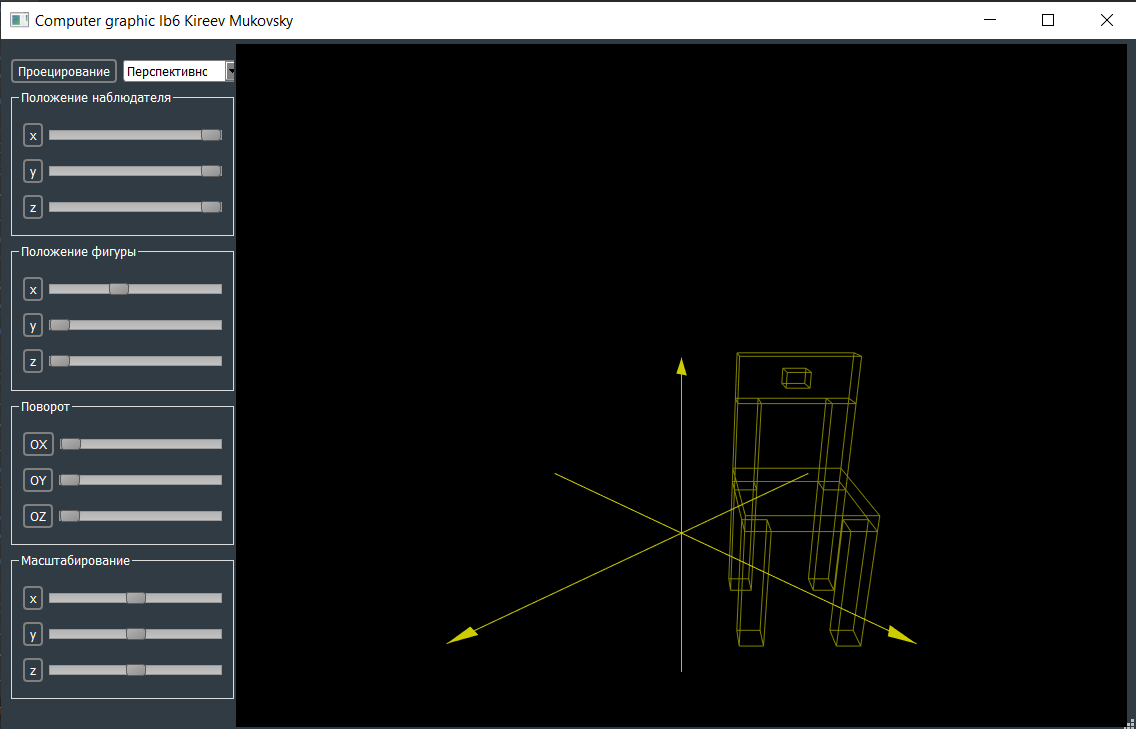 Computer graphic lb6 Kireev Mukovsky
Проецирование Перспективнс
Положение наблюдателя
x
y
z
Положение фигуры
x
y
z
Поворот
OX
OY
OZ
Масштабирование
x
y
z